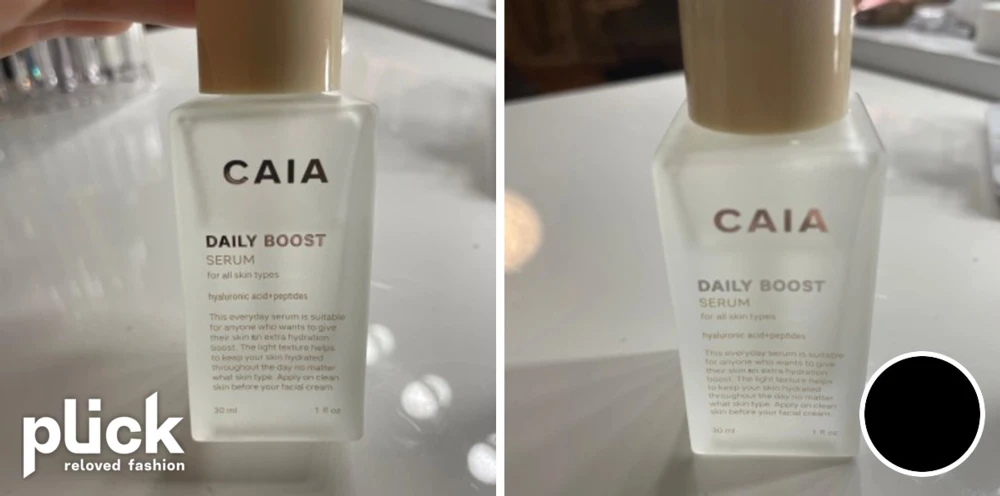 CAIA
DAILY BOOST
SERUM
for all skin types
hyaluronic acid+peptides
This everyday serum is suitable
for anyone who wants to give
their skin an extra hydration
boost. The light texture helps
to keep your skin hydrated
throughout the day no matter
what skin type. Apply on clean
skin before your facial cream.
30 ml 1 fl oz
plick
reloved fashion
CAIA
DAILY BOOST
SERUM
for all skin types
hyaluronic acid+peptides
This everyday serum is suitable
for anyone who wants to give
their skin an extra hydration
boost. The light texture helps
to keep your skin hydrated
throughout the day no matter
what skin type. Apply on clean
skin before your facial cream.
30 ml 1 fl oz